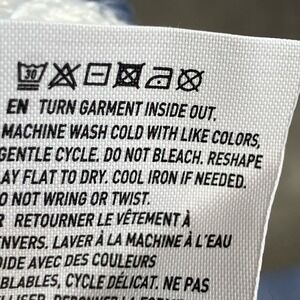 30
EN TURN GARMENT INSIDE OUT.
MACHINE WASH COLD WITH LIKE COLORS,
GENTLE CYCLE. DO NOT BLEACH. RESHAPE
LAY FLAT TO DRY. COOL IRON IF NEEDED.
DO NOT WRING OR TWIST.
FR RETOURNER LE VÊTEMENT À
L'ENVERS. LAVER À LA MACHINE À L'EAU
FROIDE AVEC DES COULEURS
SEMBLABLES, CYCLE DÉLICAT. NE PAS